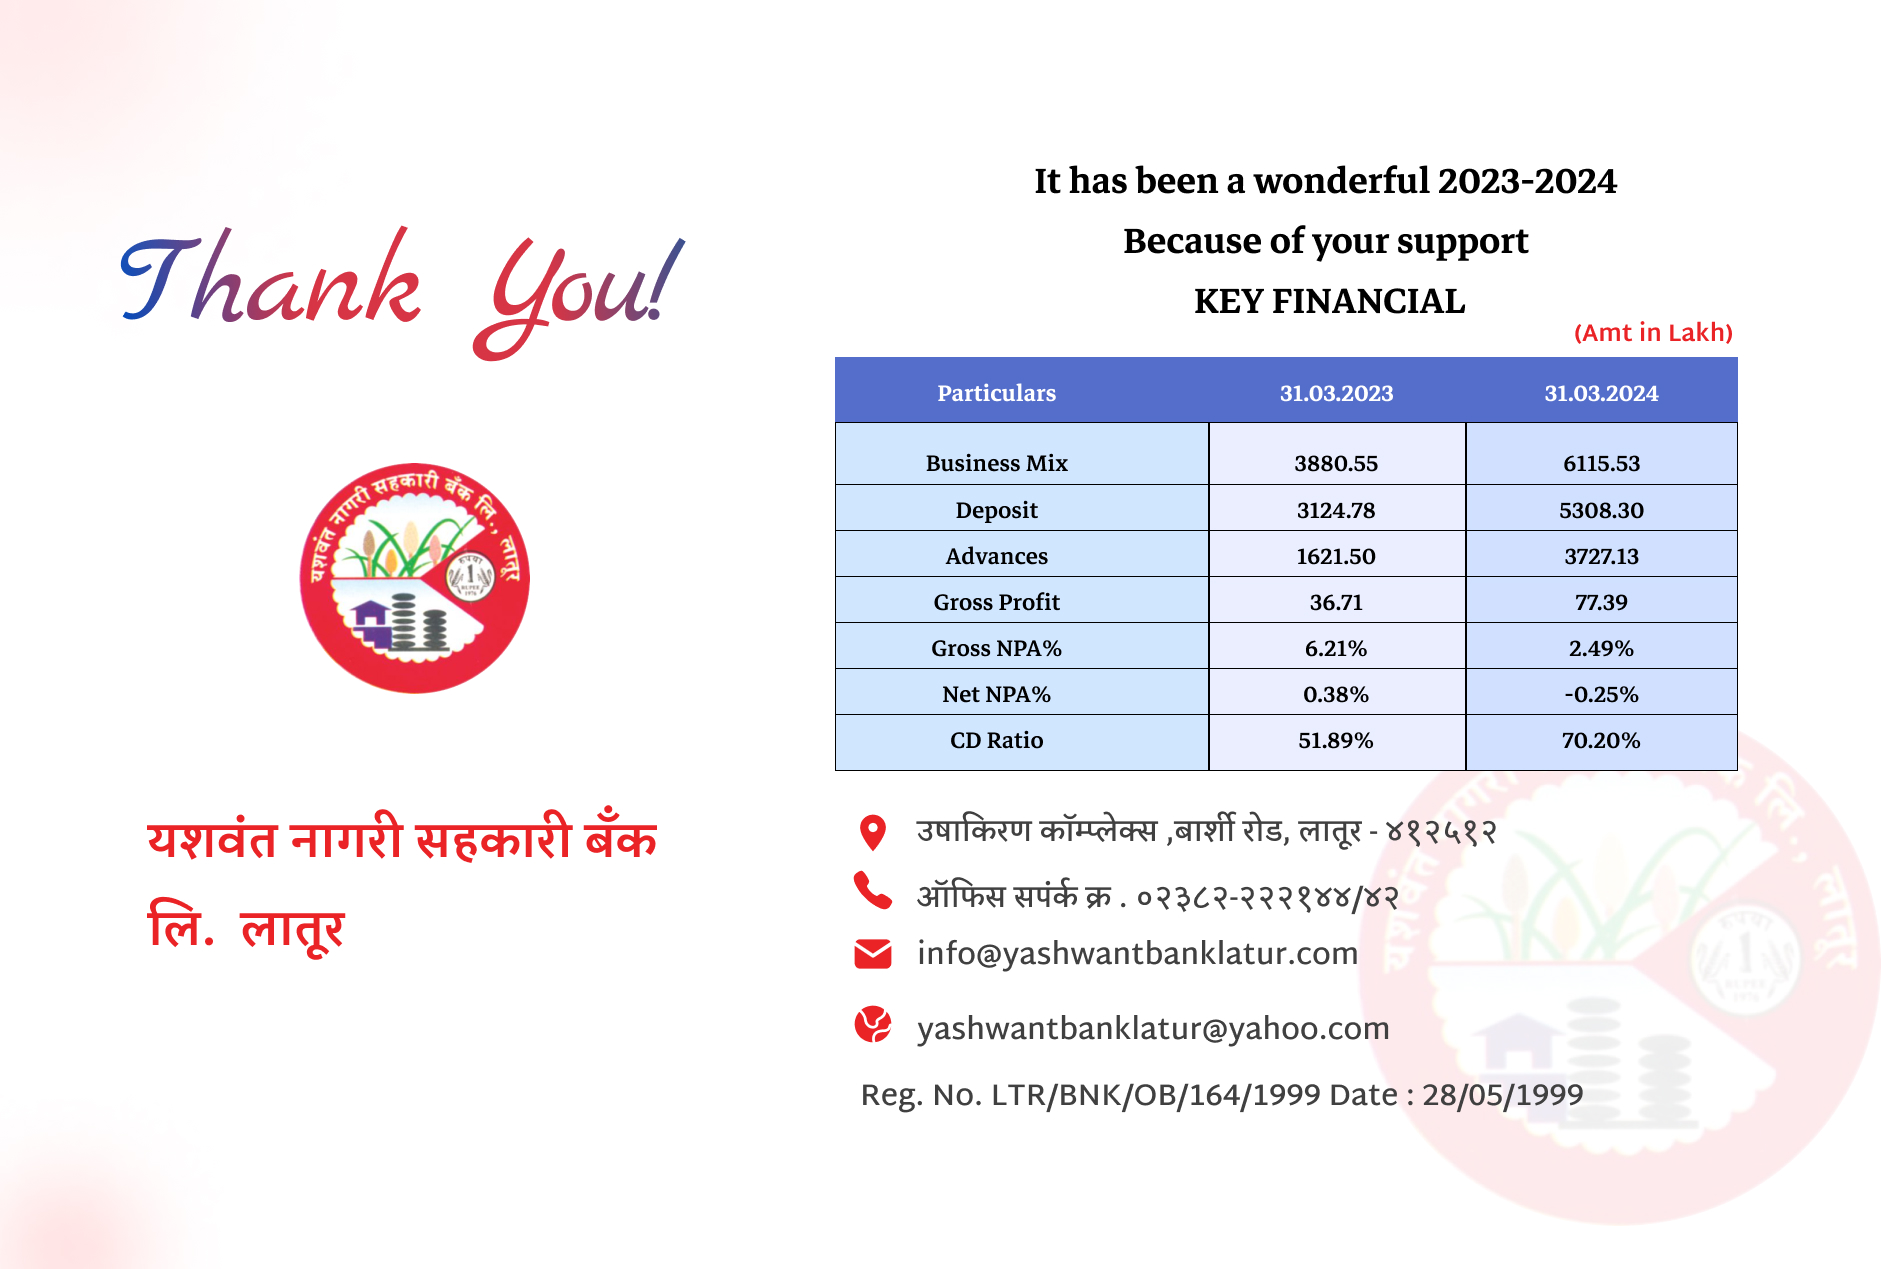 Thank You!
यशवंत नागरी सहकारी बँक लि., लातूर
रुपया
1
RUPEE
1976
यशवंत नागरी सहकारी बँक
लि. लातूर
It has been a wonderful 2023-2024
Because of your support
KEY FINANCIAL
(Amt in Lakh)
Particulars 31.03.2023 31.03.2024
Business Mix 3880.55 6115.53
Deposit 3124.78 5308.30
Advances 1621.50 3727.13
Gross Profit 36.71 77.39
Gross NPA% 6.21% 2.49%
Net NPA% 0.38% -0.25%
CD Ratio 51.89% 70.20%
उषाकिरण कॉम्प्लेक्स ,बार्शी रोड, लातूर - ४१२५१२
ऑफिस सपंर्क क्र . ०२३८२-२२२१४४/४२
info@yashwantbanklatur.com
yashwantbanklatur@yahoo.com
Reg. No. LTR/BNK/OB/164/1999 Date : 28/05/1999